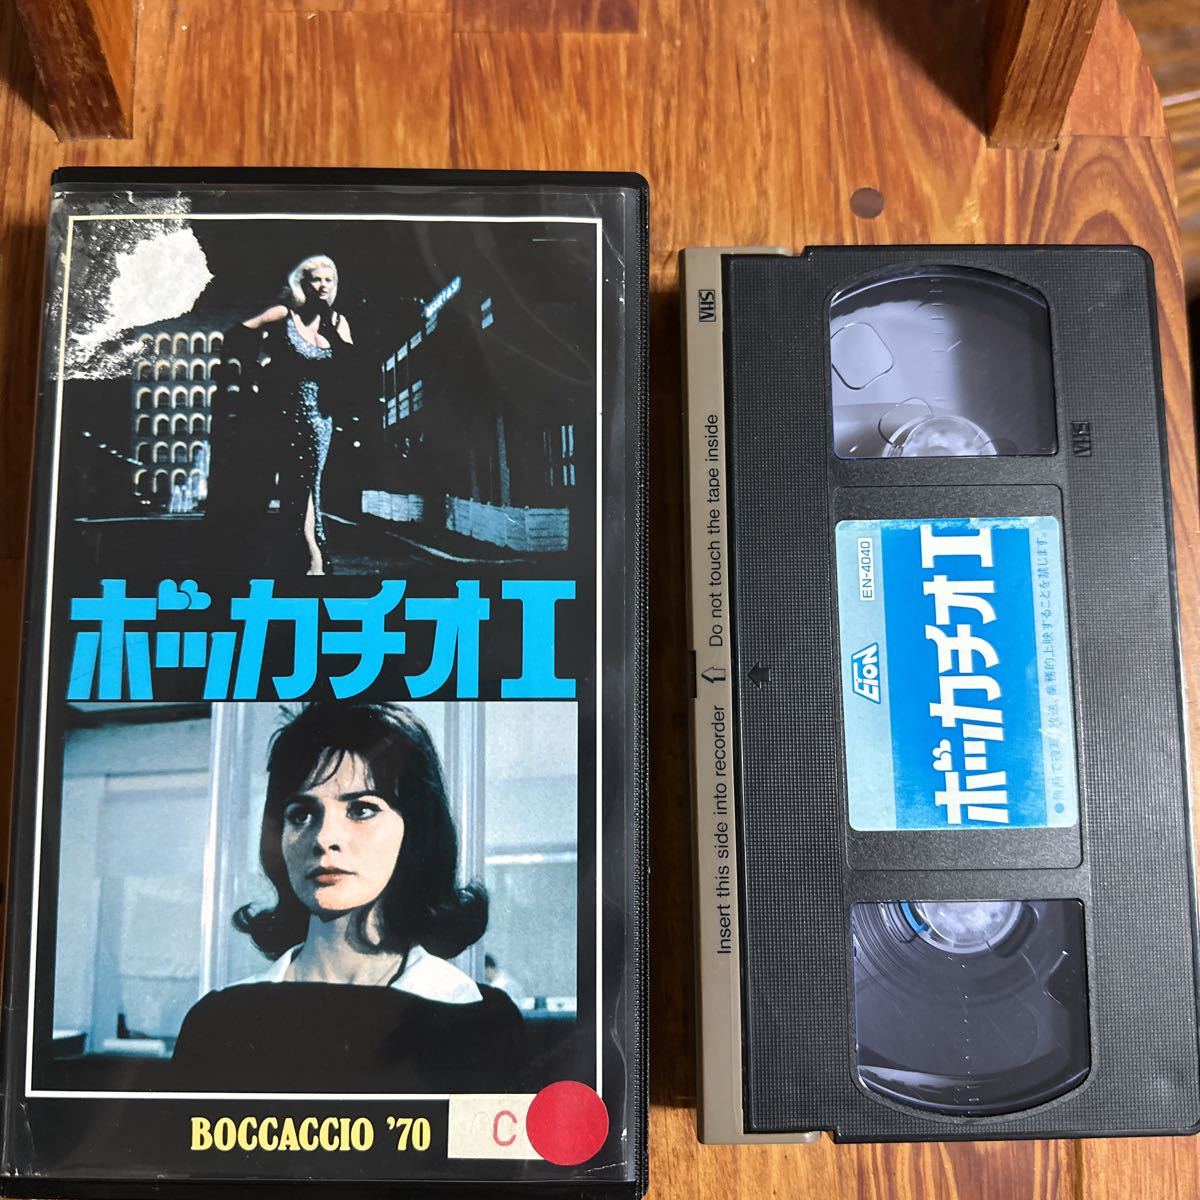 ボッカチオI
BOCCACCIO '70
C
VHS
Do not touch the tape inside
Insert this side into recorder
VHS
EN-4040
EION
ボッカチオI